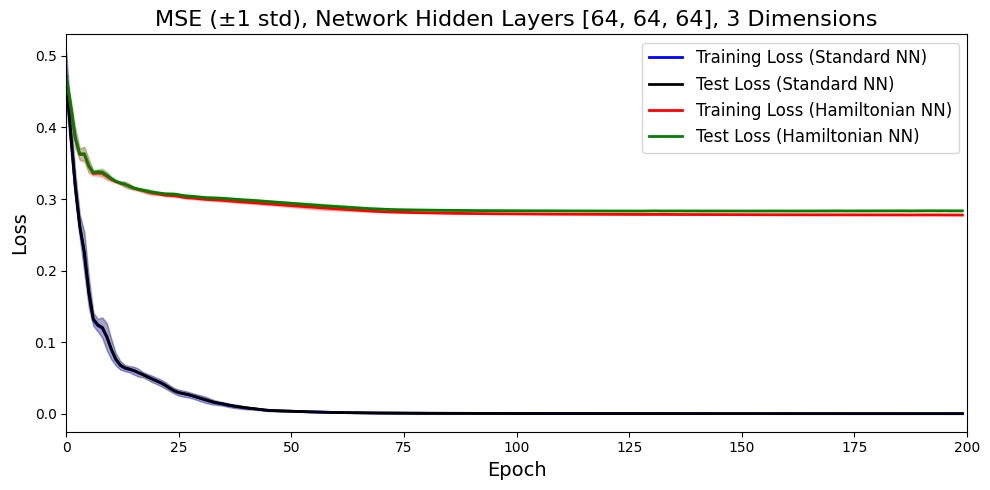 MSE (±1 std), Network Hidden Layers [64, 64, 64], 3 Dimensions
Training Loss (Standard NN)
Test Loss (Standard NN)
Training Loss (Hamiltonian NN)
Test Loss (Hamiltonian NN)
Loss
0.5
0.4
0.3
0.2
0.1
0.0
0 25 50 75 100 125 150 175 200
Epoch